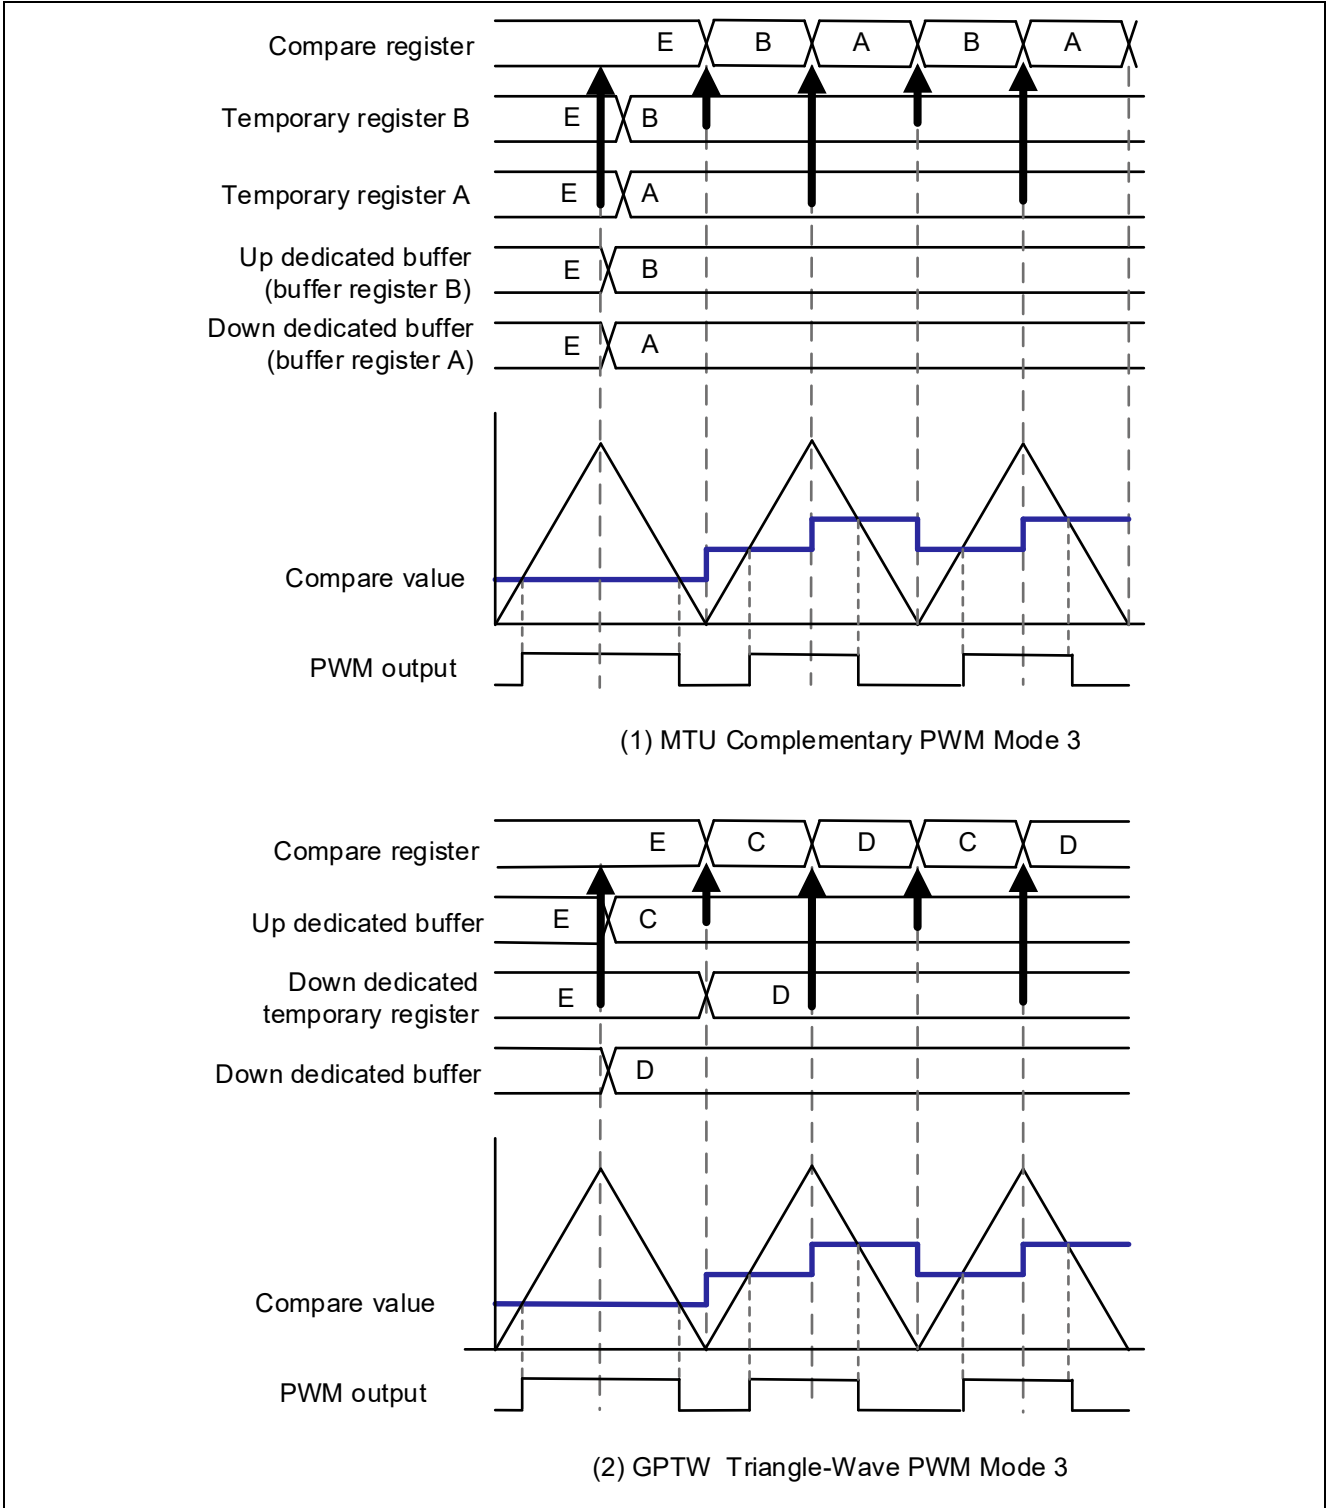 Compare register
E B A B A
Temporary register B
E B
Temporary register A
E A
Up dedicated buffer
(buffer register B)
E B
Down dedicated buffer
(buffer register A)
E A
Compare value
PWM output
(1) MTU Complementary PWM Mode 3
Compare register
E C D C D
Up dedicated buffer
E C
Down dedicated
temporary register
E D
Down dedicated buffer
D
Compare value
PWM output
(2) GPTW Triangle-Wave PWM Mode 3